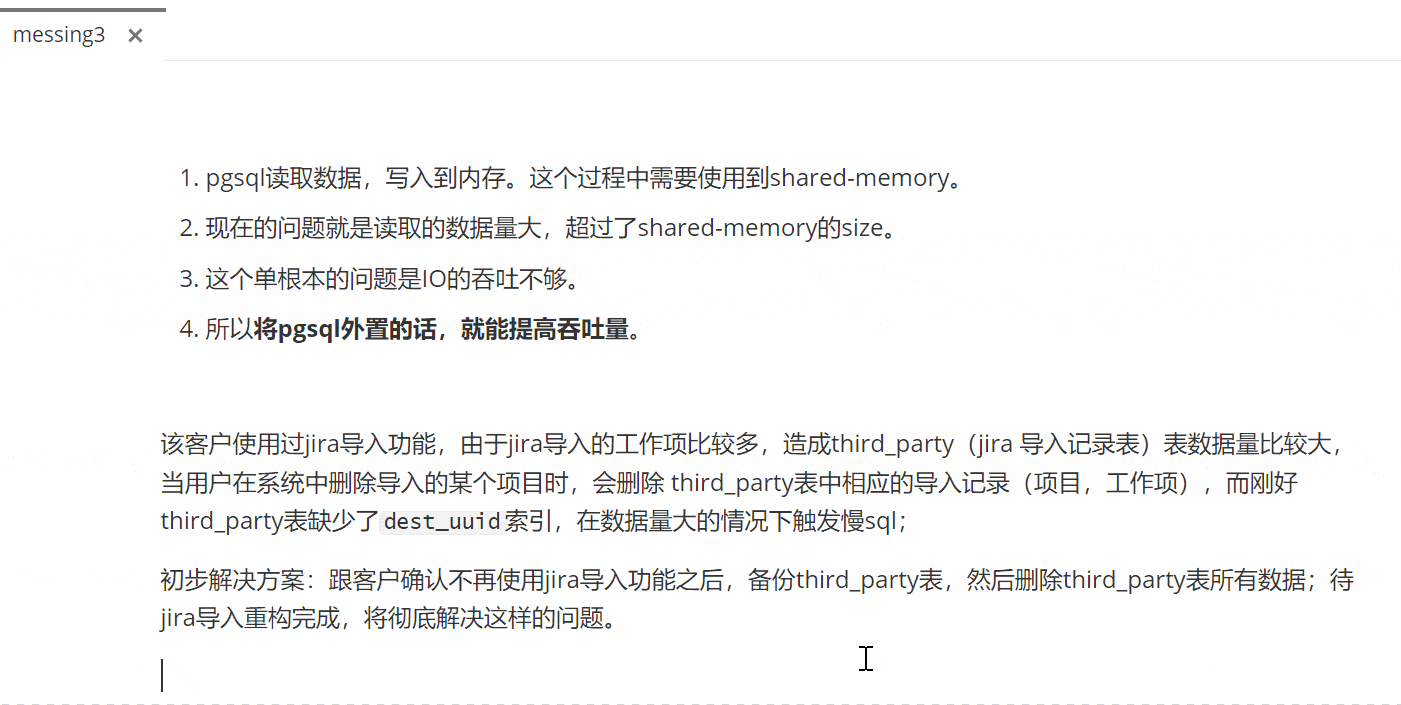 messing3 ×
1. pgsql读取数据，写入到内存。这个过程中需要使用到shared-memory。
2. 现在的问题就是读取的数据量大，超过了shared-memory的size。
3. 这个单根本的问题是IO的吞吐不够。
4. 所以将pgsql外置的话，就能提高吞吐量。
该客户使用过jira导入功能，由于jira导入的工作项比较多，造成third_party（jira 导入记录表）表数据量比较大，
当用户在系统中删除导入的某个项目时，会删除 third_party表中相应的导入记录（项目，工作项），而刚好
third_party表缺少了dest_uuid索引，在数据量大的情况下触发慢sql；
初步解决方案：跟客户确认不再使用jira导入功能之后，备份third_party表，然后删除third_party表所有数据；待
jira导入重构完成，将彻底解决这样的问题。